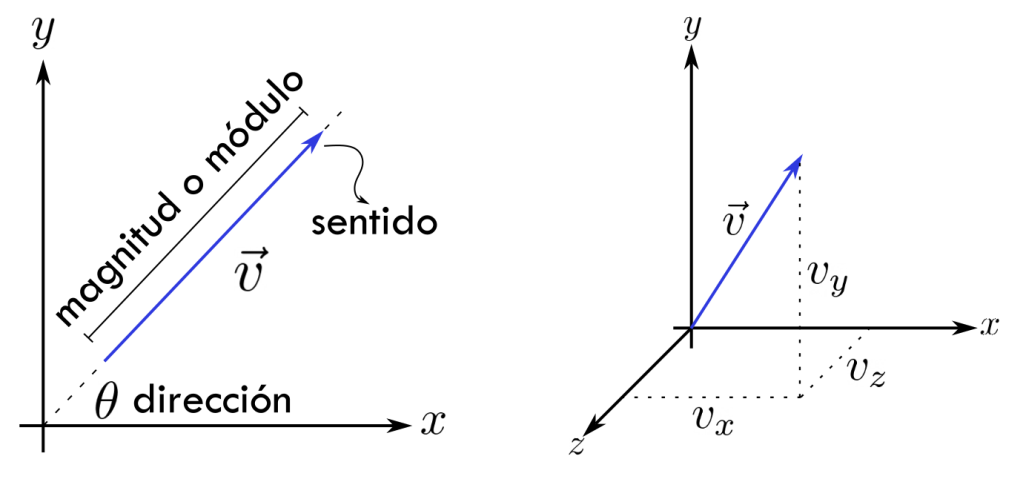 y
magnitud o módulo
sentido
v⃗
θ dirección
x
y
v⃗
v_y
x
v_z
v_x
z